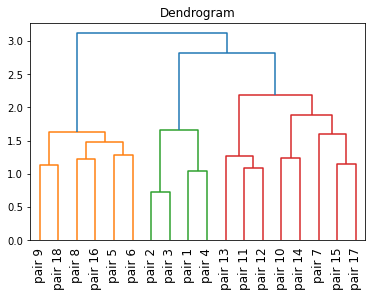 Dendrogram
3.0
2.5
2.0
1.5
1.0
0.5
0.0
pair 9
pair 18
pair 8
pair 16
pair 5
pair 6
pair 2
pair 3
pair 1
pair 4
pair 13
pair 11
pair 12
pair 10
pair 14
pair 7
pair 15
pair 17